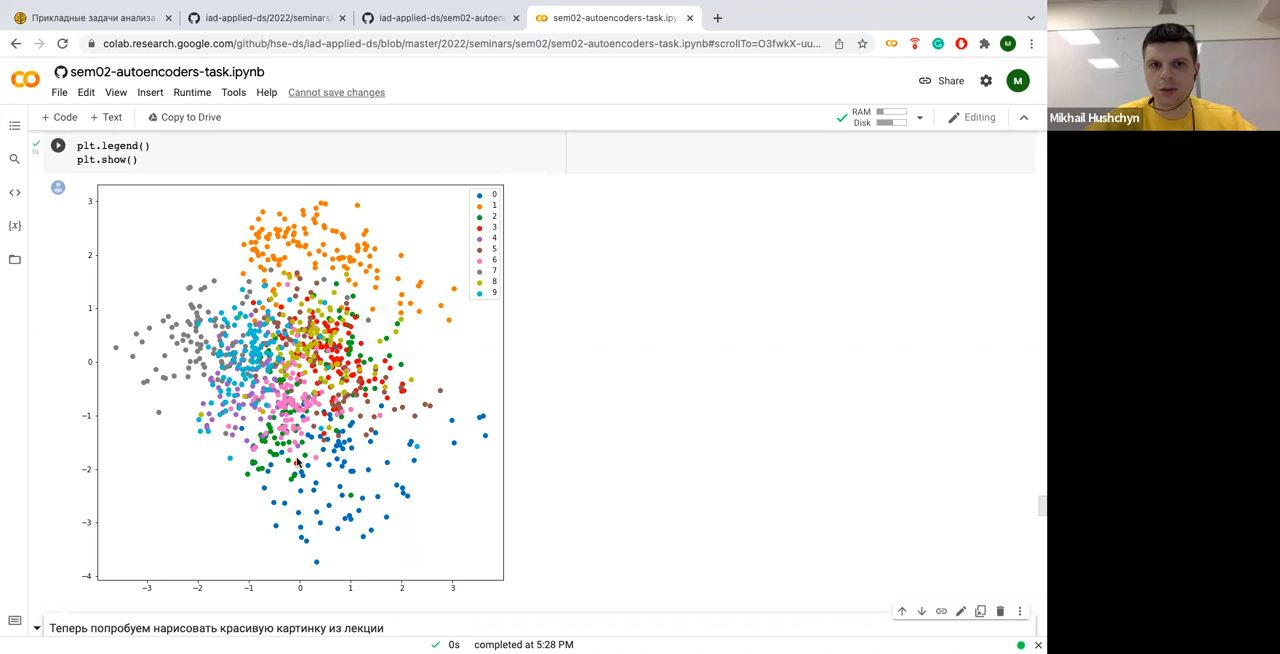 Прикладные задачи анализа
iad-applied-ds/2022/seminars/
iad-applied-ds/sem02-autoenc
sem02-autoencoders-task.ipy
colab.research.google.com/github/hse-ds/iad-applied-ds/blob/master/2022/seminars/sem02/sem02-autoencoders-task.ipynb#scrollTo=O3fwkX-uu...
M
sem02-autoencoders-task.ipynb
Share
M
File Edit View Insert Runtime Tools Help Cannot save changes
+ Code + Text Copy to Drive
RAM
Disk
Editing
Mikhail Hushchyn
0s
plt.legend()
plt.show()
{x}
0
1
2
3
4
5
6
7
8
9
3
2
1
0
−1
−2
−3
−4
−3 −2 −1 0 1 2 3
Теперь попробуем нарисовать красивую картинку из лекции
0s completed at 5:28 PM